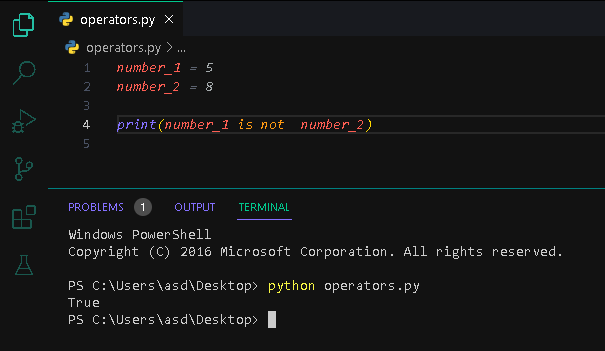 operators.py ×
operators.py > ...
1 number_1 = 5
2 number_2 = 8
3
4 print(number_1 is not  number_2)
5
PROBLEMS 1 OUTPUT TERMINAL
Windows PowerShell
Copyright (C) 2016 Microsoft Corporation. All rights reserved.
PS C:\Users\asd\Desktop> python operators.py
True
PS C:\Users\asd\Desktop>